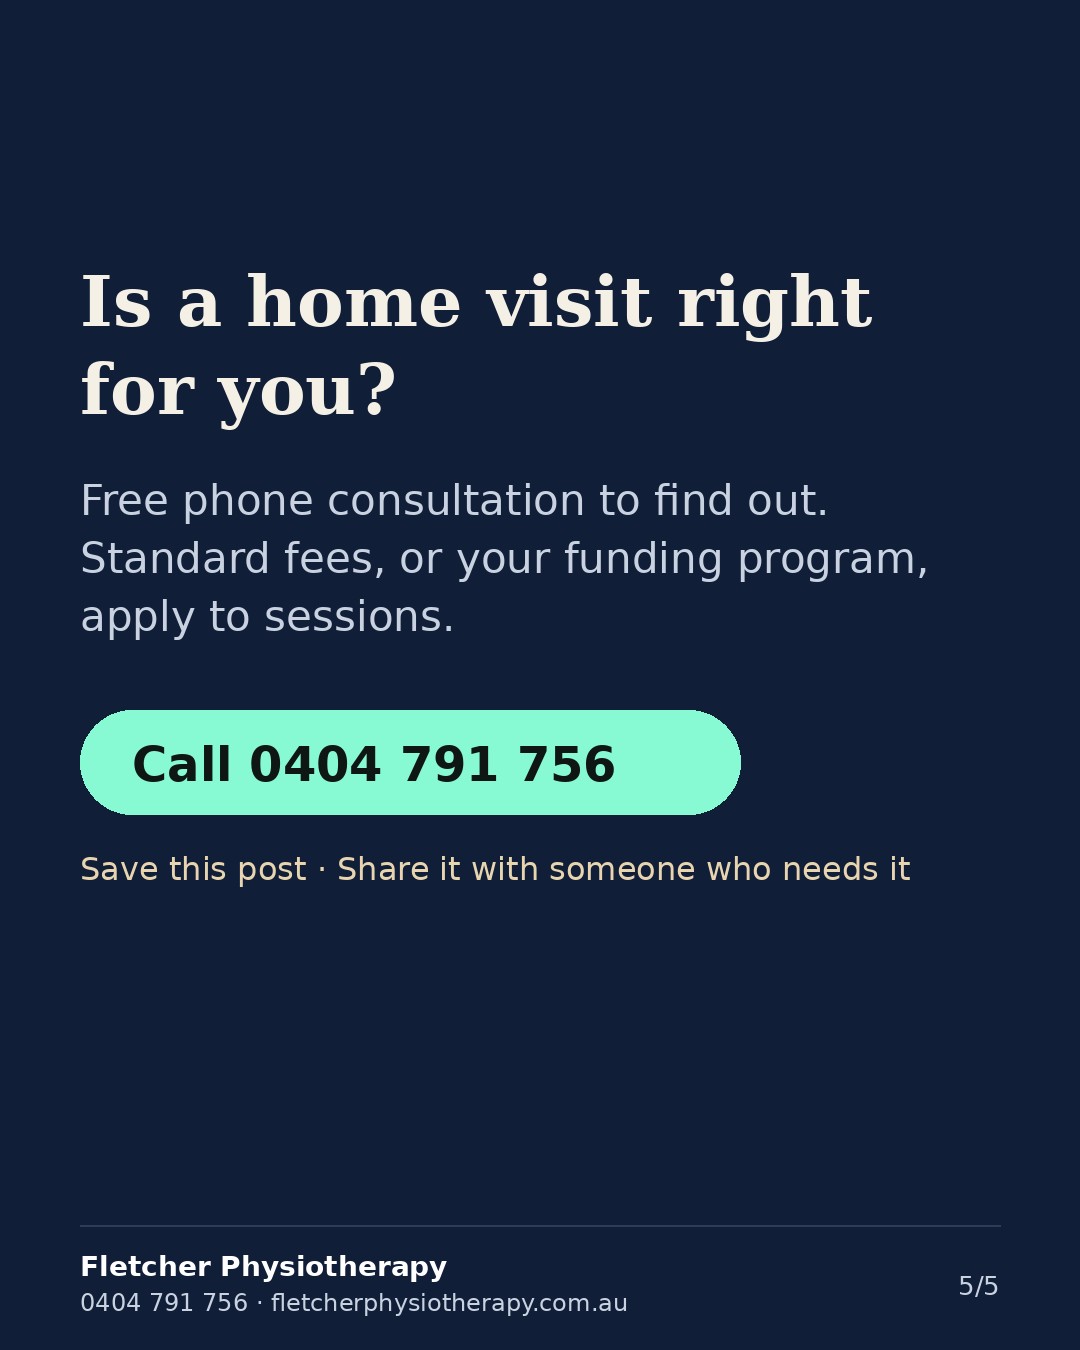 Is a home visit right
for you?
Free phone consultation to find out.
Standard fees, or your funding program,
apply to sessions.
Call 0404 791 756
Save this post · Share it with someone who needs it
Fletcher Physiotherapy
0404 791 756 · fletcherphysiotherapy.com.au
5/5